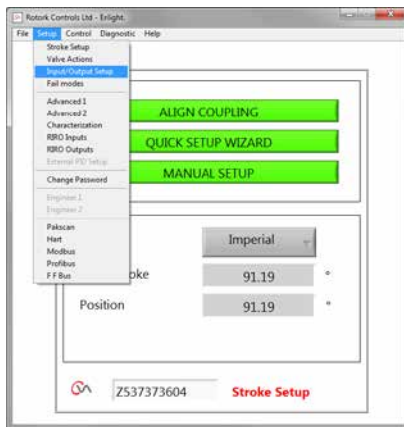 Rotork Controls Ltd - Enlight.
File Setup Control Diagnostic Help
Stroke Setup
Valve Actions
Input/Output Setup
Fail modes
Advanced 1
Advanced 2
Characterization
RIRO Inputs
RIRO Outputs
External PID Setup
Change Password
Engineer 1
Engineer 2
Pakscan
Hart
Modbus
Profibus
F F Bus
ALIGN COUPLING
QUICK SETUP WIZARD
MANUAL SETUP
Imperial
oke 91.19 °
Position 91.19 °
Z537373604 Stroke Setup